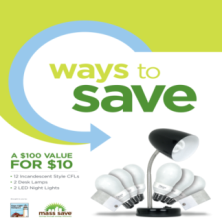 ways to
save
A $100 VALUE
FOR $10
• 12 Incandescent Style CFLs
• 2 Desk Lamps
• 2 LED Night Lights
mass save